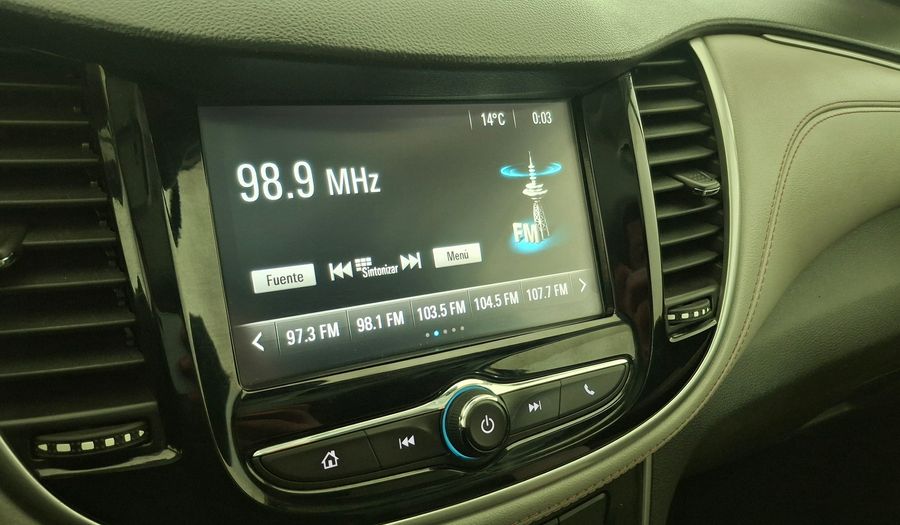 14°C 0:03
98.9 MHz
FM
Fuente Sintonizar Menú
97.3 FM 98.1 FM 103.5 FM 104.5 FM 107.7 FM